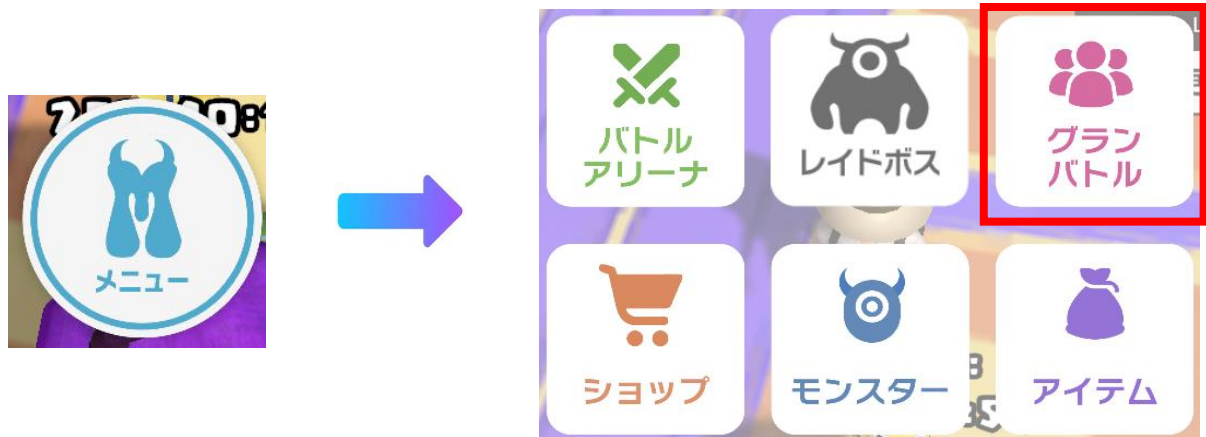 メニュー
バトル
アリーナ
レイドボス
グラン
バトル
ショップ
モンスター
アイテム